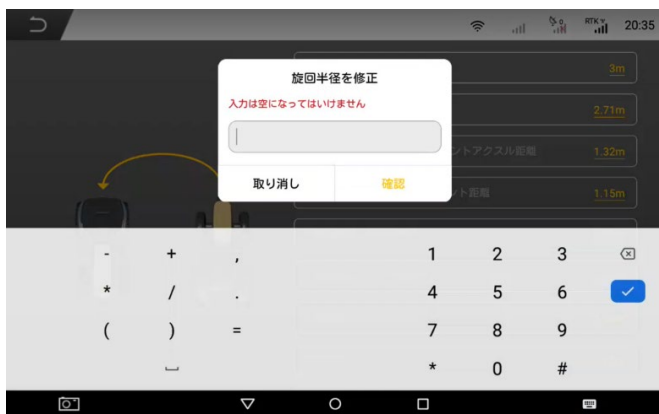 RTK
20:35
旋回半径を修正
入力は空になってはいけません
取り消し
確認
3m
2.71m
ントアクスル距離
1.32m
ト距離
1.15m
- + , 1 2 3
* / . 4 5 6
( ) = 7 8 9
* 0 #